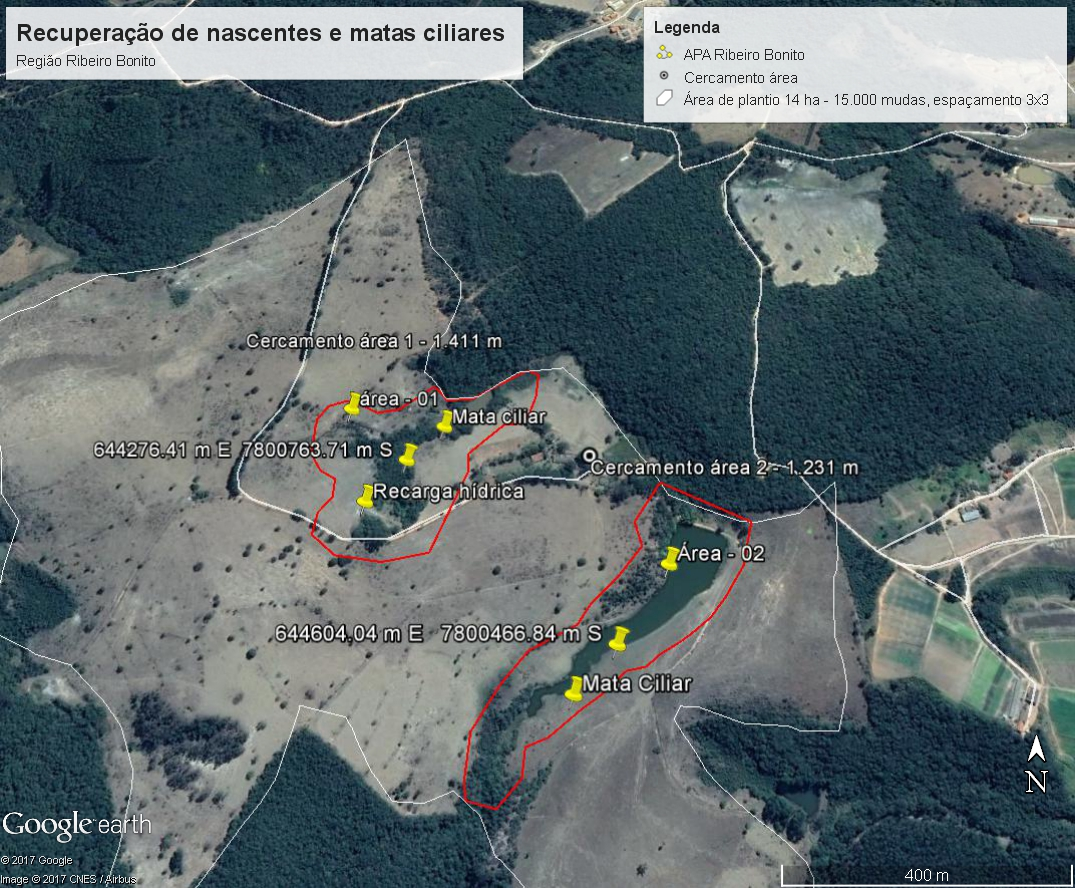 Recuperação de nascentes e matas ciliares
Região Ribeiro Bonito
Legenda
APA Ribeiro Bonito
Cercamento área
Área de plantio 14 ha - 15.000 mudas, espaçamento 3x3
Cercamento área 1 - 1.411 m
área - 01
Mata ciliar
644276.41 m E 7800763.71 m S
Cercamento área 2 - 1.231 m
Recarga hídrica
Área - 02
644604.04 m E 7800466.84 m S
Mata Ciliar
N
Google earth
© 2017 Google
Image © 2017 CNES / Airbus
400 m